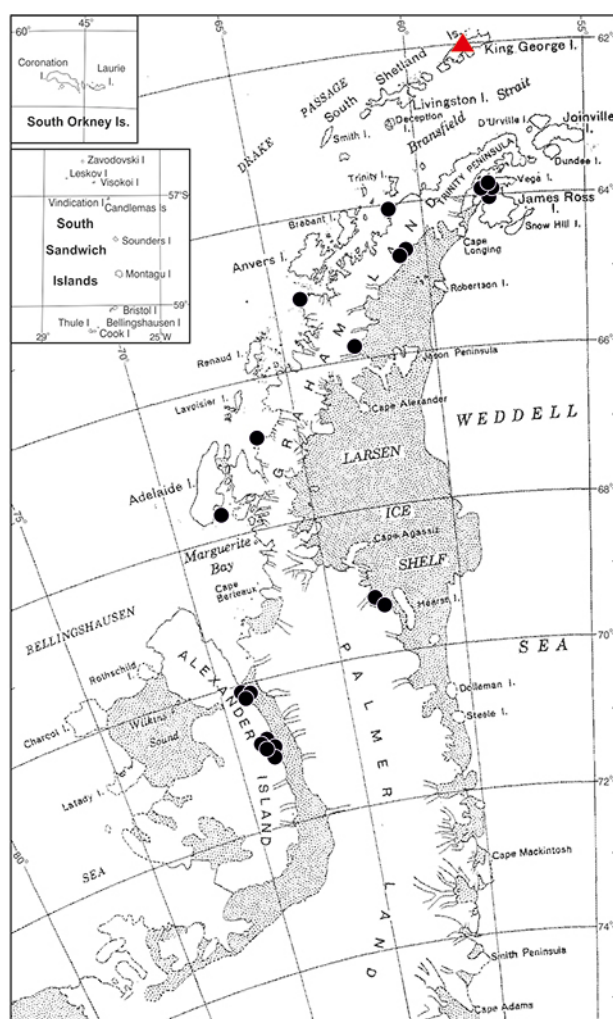 60°
45°
Coronation
I.
Laurie
I.
South Orkney Is.
Zavodovski I
Leskov I
Visokoi I
57°S
Vindication I
Candlemas Is
South
Sounders I
Sandwich
Montagu I
Islands
59°
Bristol I
Thule I
Bellingshausen I
Cook I
29°
25°W
65°
60°
55°
62°
DRAKE PASSAGE
South Shetland Is.
King George I.
Livingston I.
Deception
I.
Smith I.
Bransfield Strait
D'Urville I.
Joinville
I.
Dundee I.
TRINITY PENINSULA
Trinity I.
Vega I.
64°
James Ross
I.
Snow Hill I.
Brabant I.
Anvers I.
Cape
Longing
Robertson I.
GRAHAM LAND
Renaud I.
Jason Peninsula
66°
-70°
Lavoisier I.
Cape Alexander
WEDDELL
LARSEN
Adelaide I.
68°
ICE
-75°
Marguerite
Bay
Cape Agassiz
SHELF
Cape
Berteaux
Hearst I.
BELLINGSHAUSEN
70°
SEA
Rothschild
I.
ALEXANDER ISLAND
PALMER LAND
Dolleman I.
Steele I.
Charcot I.
Wilkins
Sound
Latady I.
72°
-80°
SEA
Cape Mackintosh
74°
Smith Peninsula
Cape Adams